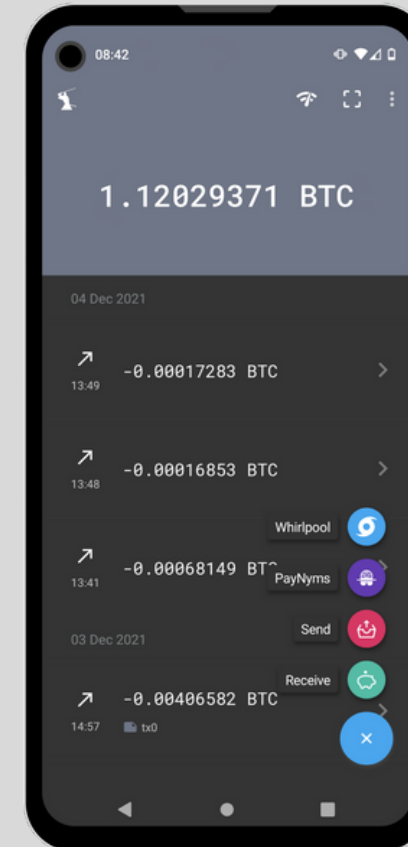 08:42
1.12029371 BTC
04 Dec 2021
-0.00017283 BTC
13:49
-0.00016853 BTC
13:48
Whirlpool
-0.00068149 BTC
13:41
PayNyms
03 Dec 2021
Send
Receive
-0.00406582 BTC
14:57
tx0